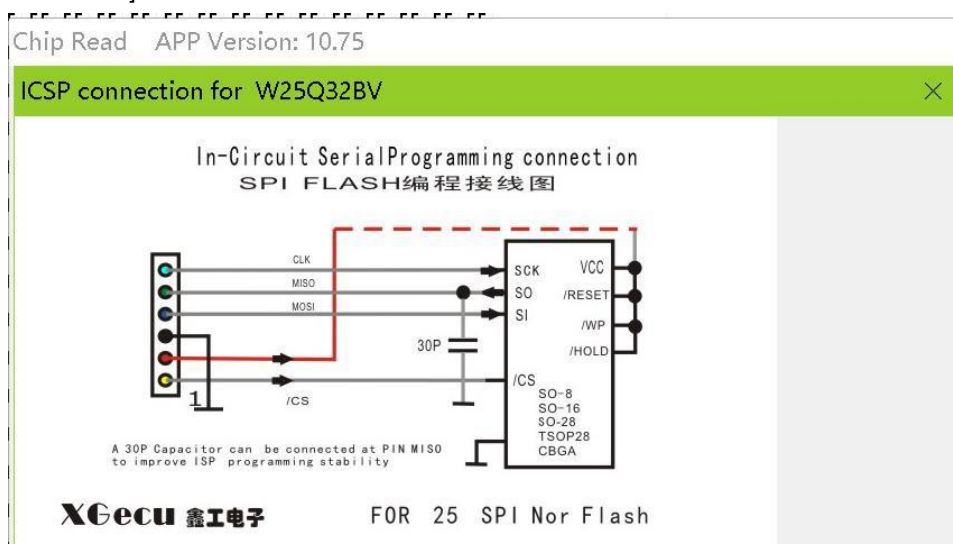 Chip Read APP Version: 10.75
ICSP connection for W25Q32BV
In-Circuit SerialProgramming connection
SPI FLASH编程接线图
CLK
MISO
MOSI
30P
/CS
1
SCK
SO
SI
VCC
/RESET
/WP
/HOLD
/CS
SO-8
SO-16
SO-28
TSOP28
CBGA
A 30P Capacitor can be connected at PIN MISO
to improve ISP programming stability
XGecu 鑫工电子
FOR 25 SPI Nor Flash